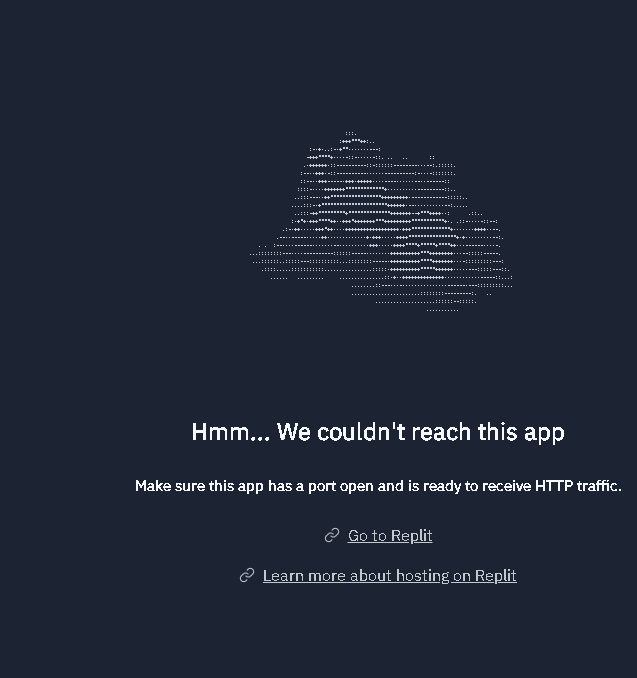 Hmm... We couldn't reach this app
Make sure this app has a port open and is ready to receive HTTP traffic.
Go to Replit
Learn more about hosting on Replit